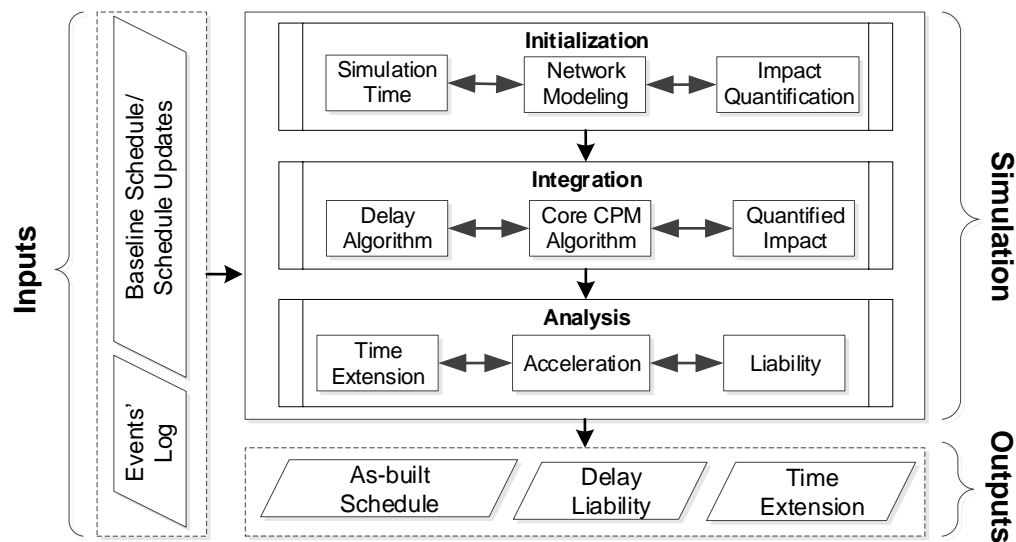 Inputs
Baseline Schedule/
Schedule Updates
Events'
Log
Initialization
Simulation
Time
Network
Modeling
Impact
Quantification
Integration
Delay
Algorithm
Core CPM
Algorithm
Quantified
Impact
Analysis
Time
Extension
Acceleration
Liability
Simulation
As-built
Schedule
Delay
Liability
Time
Extension
Outputs